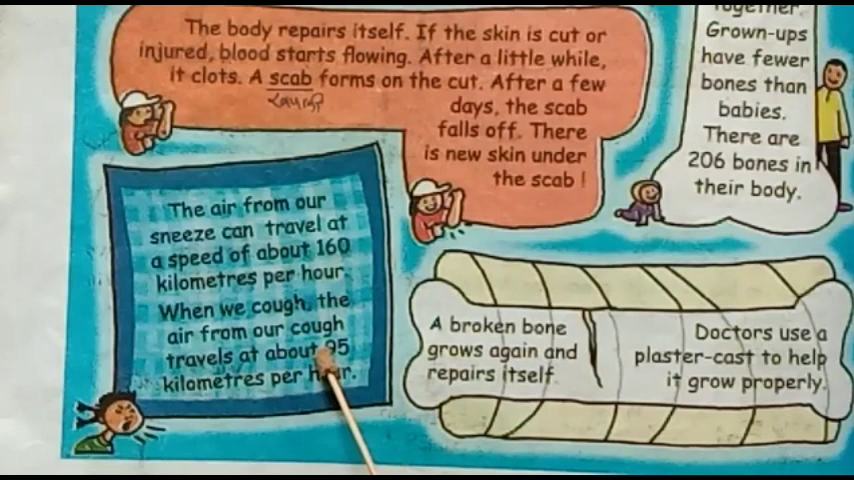 The body repairs itself. If the skin is cut or
injured, blood starts flowing. After a little while,
it clots. A scab forms on the cut. After a few
days, the scab
falls off. There
is new skin under
the scab !
together.
Grown-ups
have fewer
bones than
babies.
There are
206 bones in
their body.
The air from our
sneeze can travel at
a speed of about 160
kilometres per hour.
When we cough, the
air from our cough
travels at about 95
kilometres per hour.
A broken bone
grows again and
repairs itself.
Doctors use a
plaster-cast to help
it grow properly.